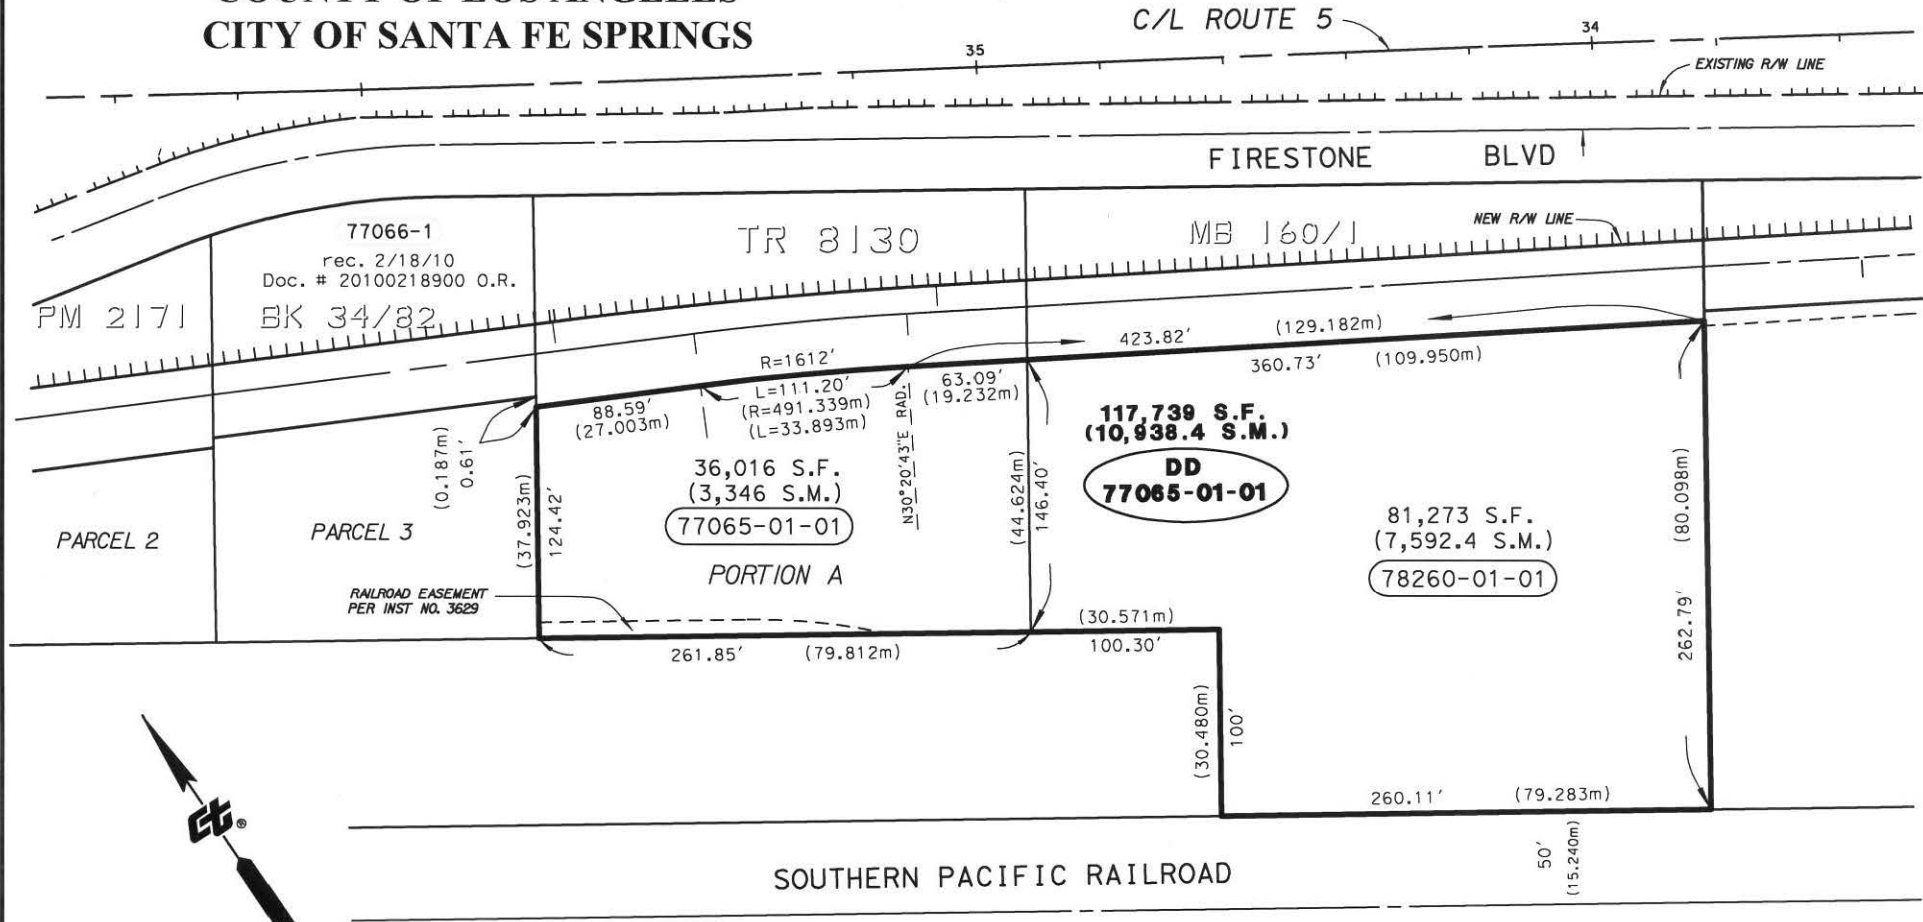 CITY OF SANTA FE SPRINGS
C/L ROUTE 5
35
34
EXISTING R/W LINE
FIRESTONE BLVD
77066-1
rec. 2/18/10
Doc. # 20100218900 O.R.
TR 8130
MB 160/1
NEW R/W LINE
PM 2171
BK 34/82
423.82'
(129.182m)
360.73'
(109.950m)
R=1612'
L=111.20'
(R=491.339m)
(L=33.893m)
88.59'
(27.003m)
63.09'
(19.232m)
N30°20'43"E RAD.
(0.187m)
0.61'
(37.923m)
124.42'
36,016 S.F.
(3,346 S.M.)
77065-01-01
PORTION A
(44.624m)
146.40'
117,739 S.F.
(10,938.4 S.M.)
DD
77065-01-01
81,273 S.F.
(7,592.4 S.M.)
78260-01-01
(80.098m)
262.79'
PARCEL 2
PARCEL 3
RAILROAD EASEMENT
PER INST NO. 3629
261.85'
(79.812m)
(30.571m)
100.30'
(30.480m)
100'
260.11'
(79.283m)
50'
(15.240m)
ct®
SOUTHERN PACIFIC RAILROAD